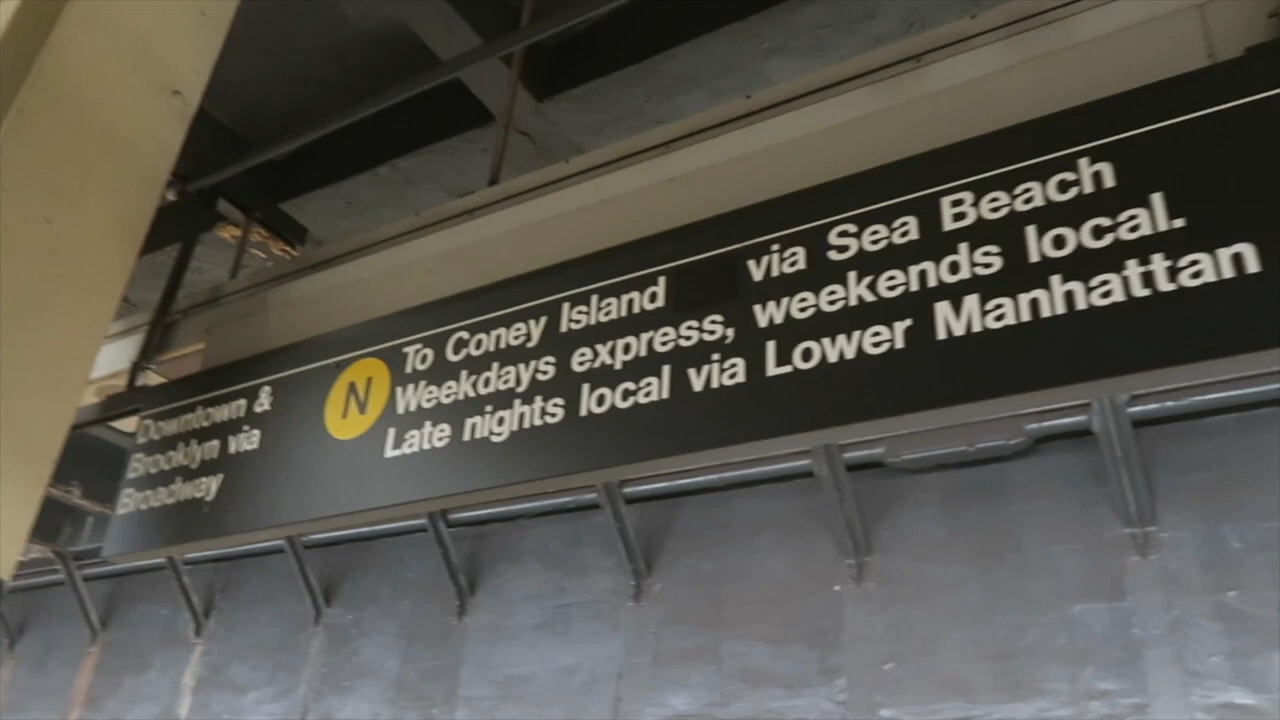 Downtown &
Brooklyn via
Broadway
N
To Coney Island via Sea Beach
Weekdays express, weekends local.
Late nights local via Lower Manhattan